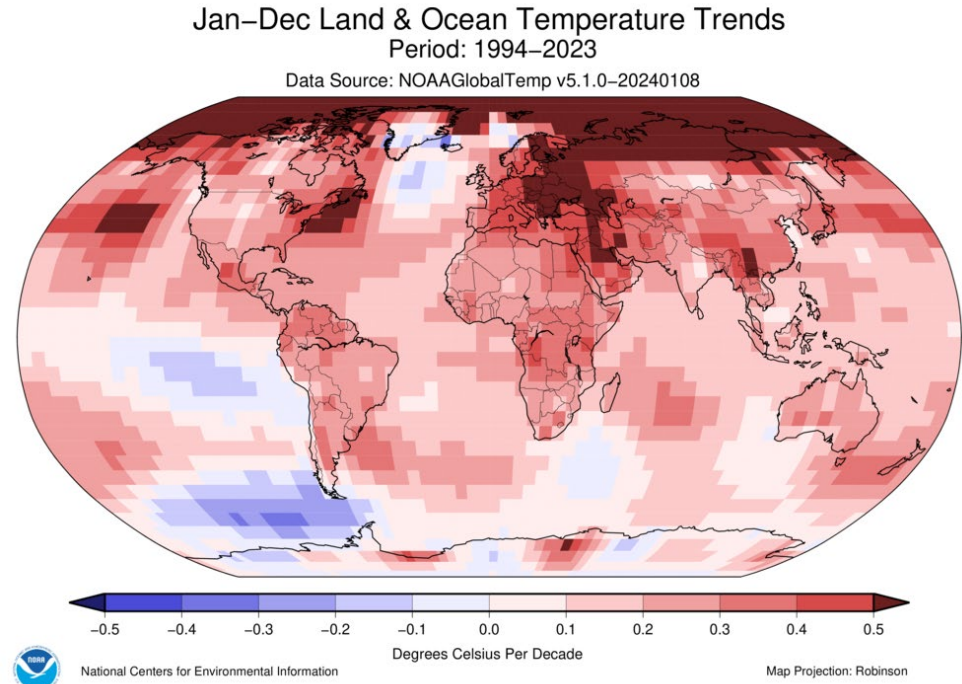 Jan–Dec Land & Ocean Temperature Trends
Period: 1994–2023
Data Source: NOAAGlobalTemp v5.1.0–20240108
−0.5 −0.4 −0.3 −0.2 −0.1 0.0 0.1 0.2 0.3 0.4 0.5
Degrees Celsius Per Decade
NOAA
National Centers for Environmental Information
Map Projection: Robinson